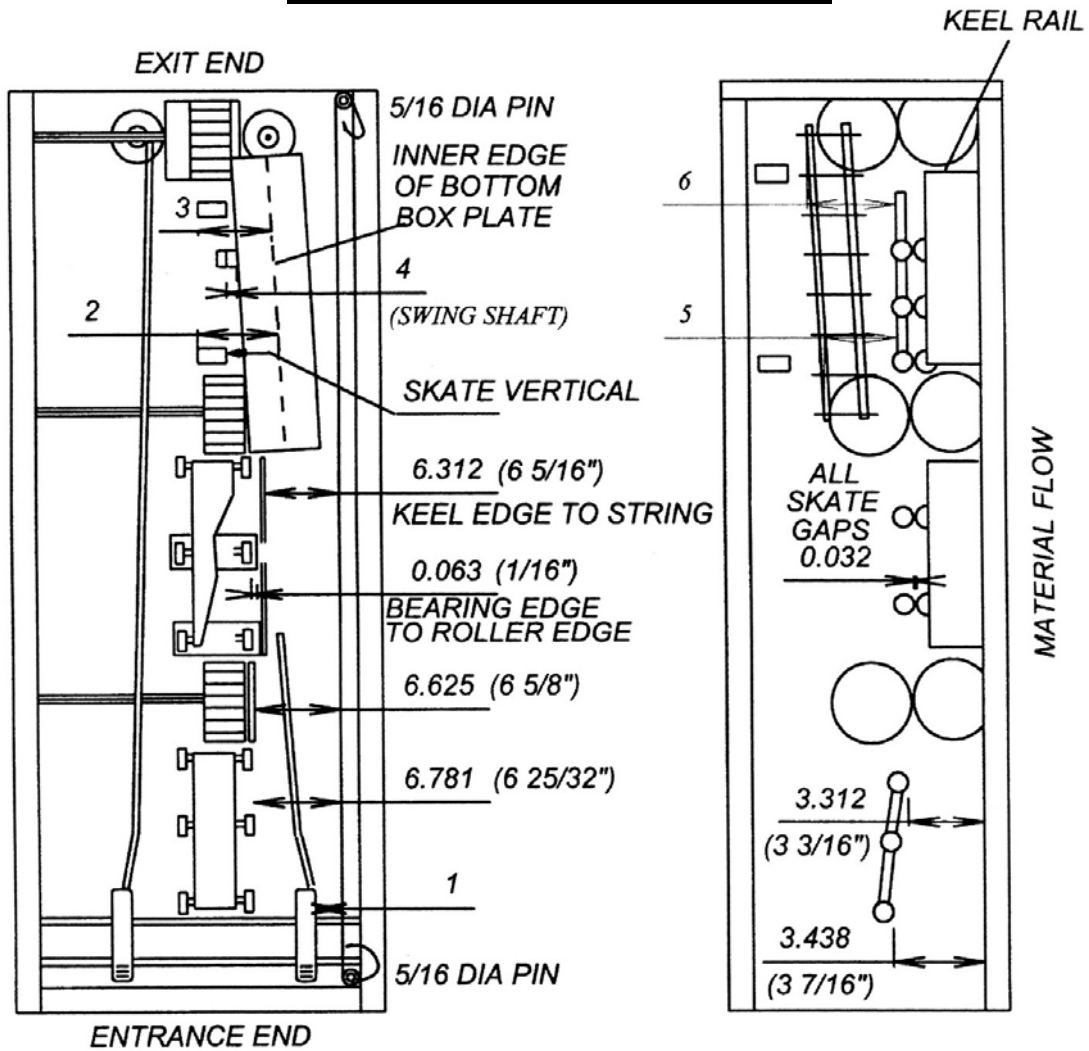 KEEL RAIL
EXIT END
5/16 DIA PIN
INNER EDGE
OF BOTTOM
BOX PLATE
3
4
(SWING SHAFT)
2
SKATE VERTICAL
6.312 (6 5/16")
KEEL EDGE TO STRING
0.063 (1/16")
BEARING EDGE
TO ROLLER EDGE
6.625 (6 5/8")
6.781 (6 25/32")
1
5/16 DIA PIN
ENTRANCE END
6
5
ALL
SKATE
GAPS
0.032
MATERIAL FLOW
3.312
(3 3/16")
3.438
(3 7/16")